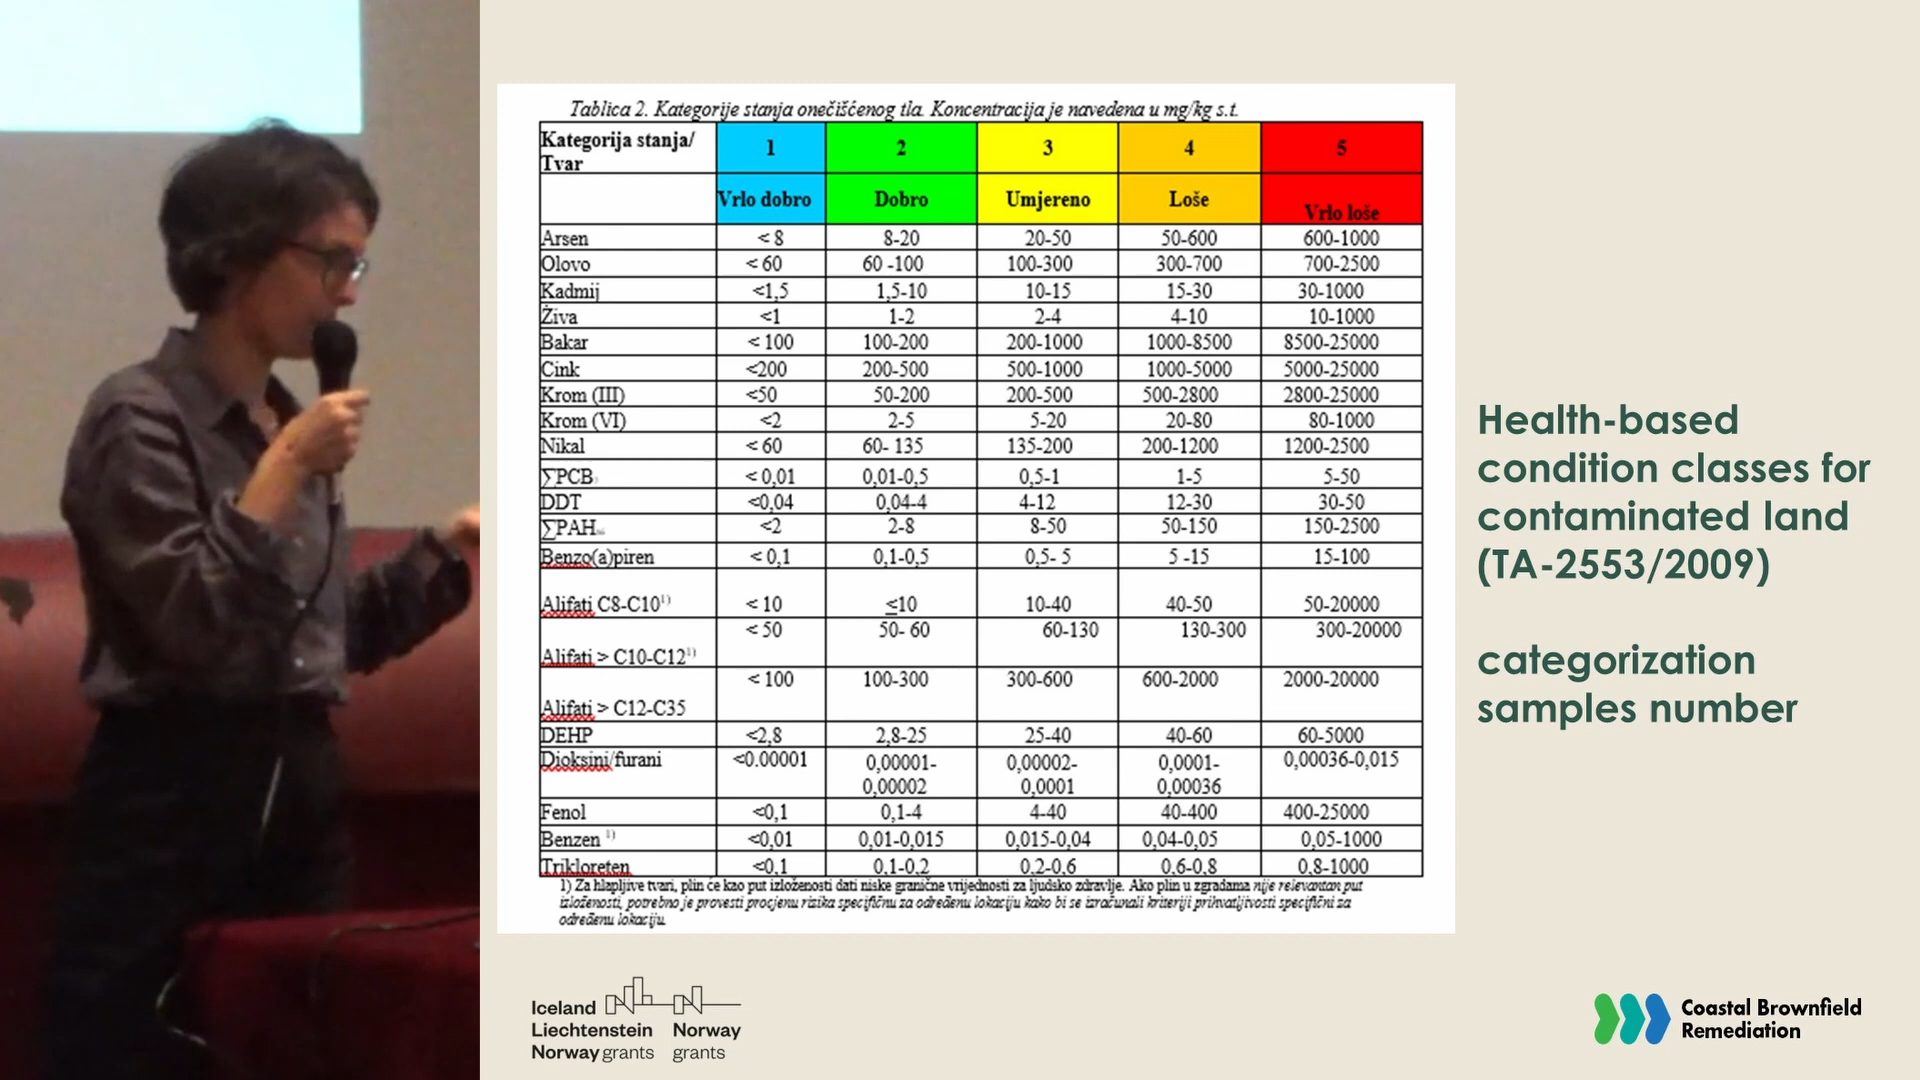 Tablica 2. Kategorije stanja onečišćenog tla. Koncentracija je navedena u mg/kg s.t.
Kategorija stanja/ Tvar 1 2 3 4 5
Vrlo dobro Dobro Umjereno Loše Vrlo loše
Arsen < 8 8-20 20-50 50-600 600-1000
Olovo < 60 60 -100 100-300 300-700 700-2500
Kadmij <1,5 1,5-10 10-15 15-30 30-1000
Živa <1 1-2 2-4 4-10 10-1000
Bakar < 100 100-200 200-1000 1000-8500 8500-25000
Cink <200 200-500 500-1000 1000-5000 5000-25000
Krom (III) <50 50-200 200-500 500-2800 2800-25000
Krom (VI) <2 2-5 5-20 20-80 80-1000
Nikal < 60 60- 135 135-200 200-1200 1200-2500
∑PCB < 0,01 0,01-0,5 0,5-1 1-5 5-50
DDT <0,04 0,04-4 4-12 12-30 30-50
∑PAH <2 2-8 8-50 50-150 150-2500
Benzo(a)piren < 0,1 0,1-0,5 0,5- 5 5 -15 15-100
Alifati C8-C10¹⁾ < 10 ≤10 10-40 40-50 50-20000
Alifati > C10-C12¹⁾ < 50 50- 60 60-130 130-300 300-20000
Alifati > C12-C35 < 100 100-300 300-600 600-2000 2000-20000
DEHP <2,8 2,8-25 25-40 40-60 60-5000
Dioksini/furani <0.00001 0,00001-0,00002 0,00002-0,0001 0,0001-0,00036 0,00036-0,015
Fenol <0,1 0,1-4 4-40 40-400 400-25000
Benzen ¹⁾ <0,01 0,01-0,015 0,015-0,04 0,04-0,05 0,05-1000
Trikloreten <0,1 0,1-0,2 0,2-0,6 0,6-0,8 0,8-1000
1) Za hlapljive tvari, plin će kao put izloženosti dati niske granične vrijednosti za ljudsko zdravlje. Ako plin u zgradama nije relevantan put
izloženosti, potrebno je provesti procjenu rizika specifičnu za određenu lokaciju kako bi se izračunali kriteriji prihvatljivosti specifični za
određenu lokaciju.
Health-based
condition classes for
contaminated land
(TA-2553/2009)
categorization
samples number
Iceland
Liechtenstein
Norway grants
Norway
grants
Coastal Brownfield
Remediation